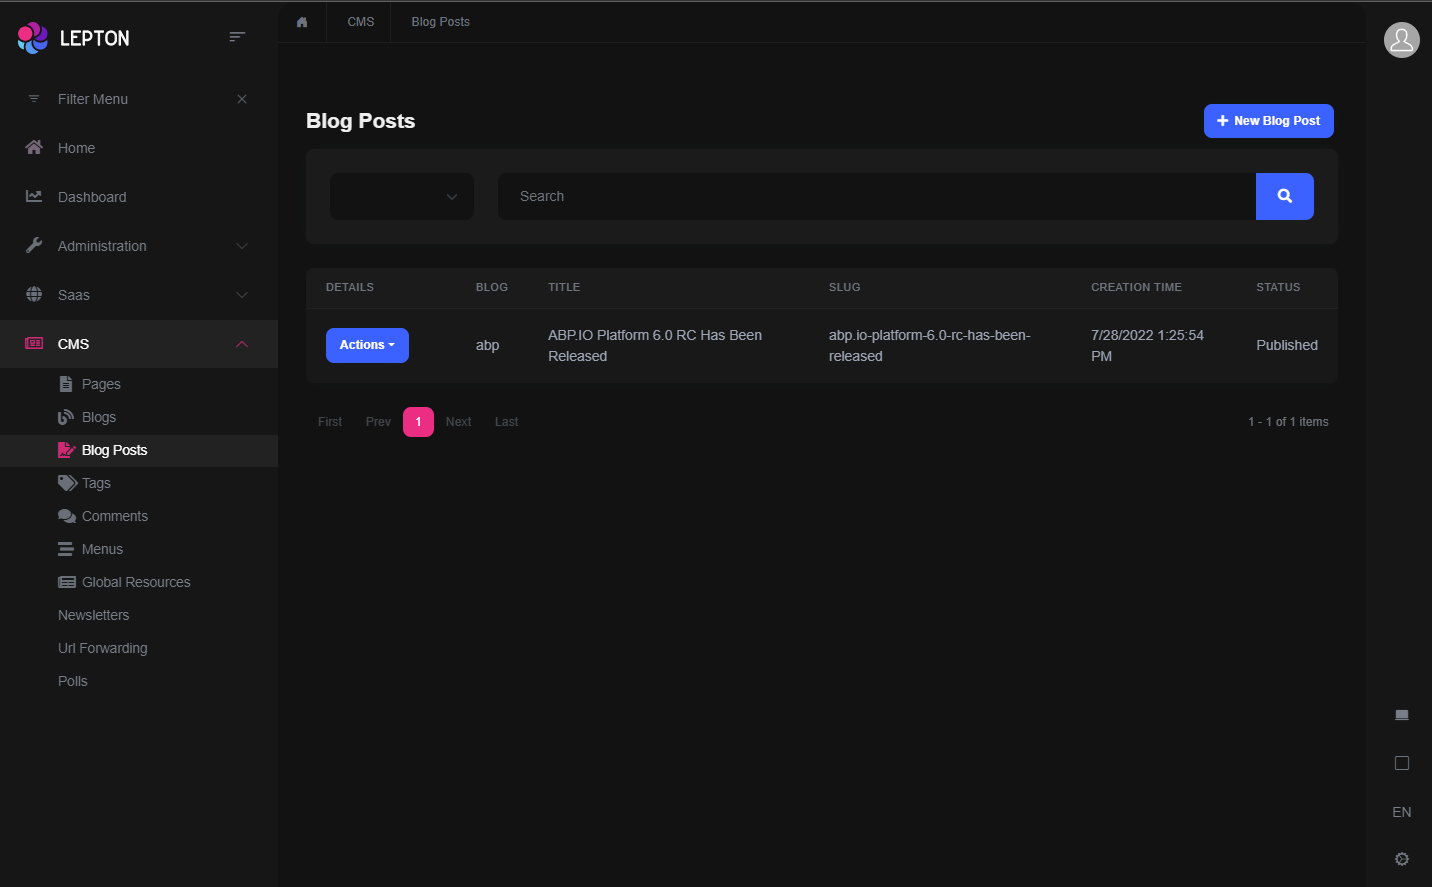 LEPTON
Filter Menu
Home
Dashboard
Administration
Saas
CMS
Pages
Blogs
Blog Posts
Tags
Comments
Menus
Global Resources
Newsletters
Url Forwarding
Polls
CMS Blog Posts
Blog Posts
New Blog Post
Search
DETAILS BLOG TITLE SLUG CREATION TIME STATUS
Actions abp ABP.IO Platform 6.0 RC Has Been Released abp.io-platform-6.0-rc-has-been-released 7/28/2022 1:25:54 PM Published
First Prev 1 Next Last 1 - 1 of 1 items
EN